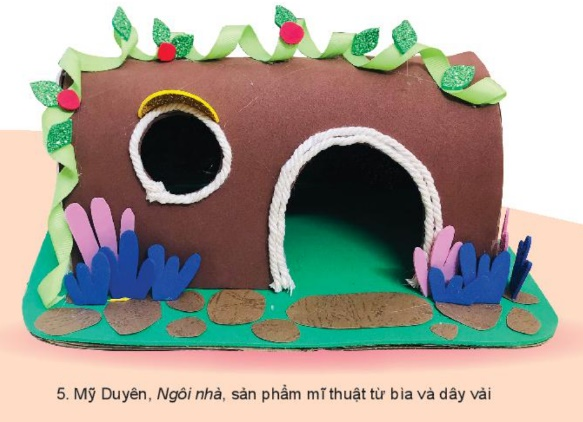 5. Mỹ Duyên, Ngôi nhà, sản phẩm mĩ thuật từ bìa và dây vải